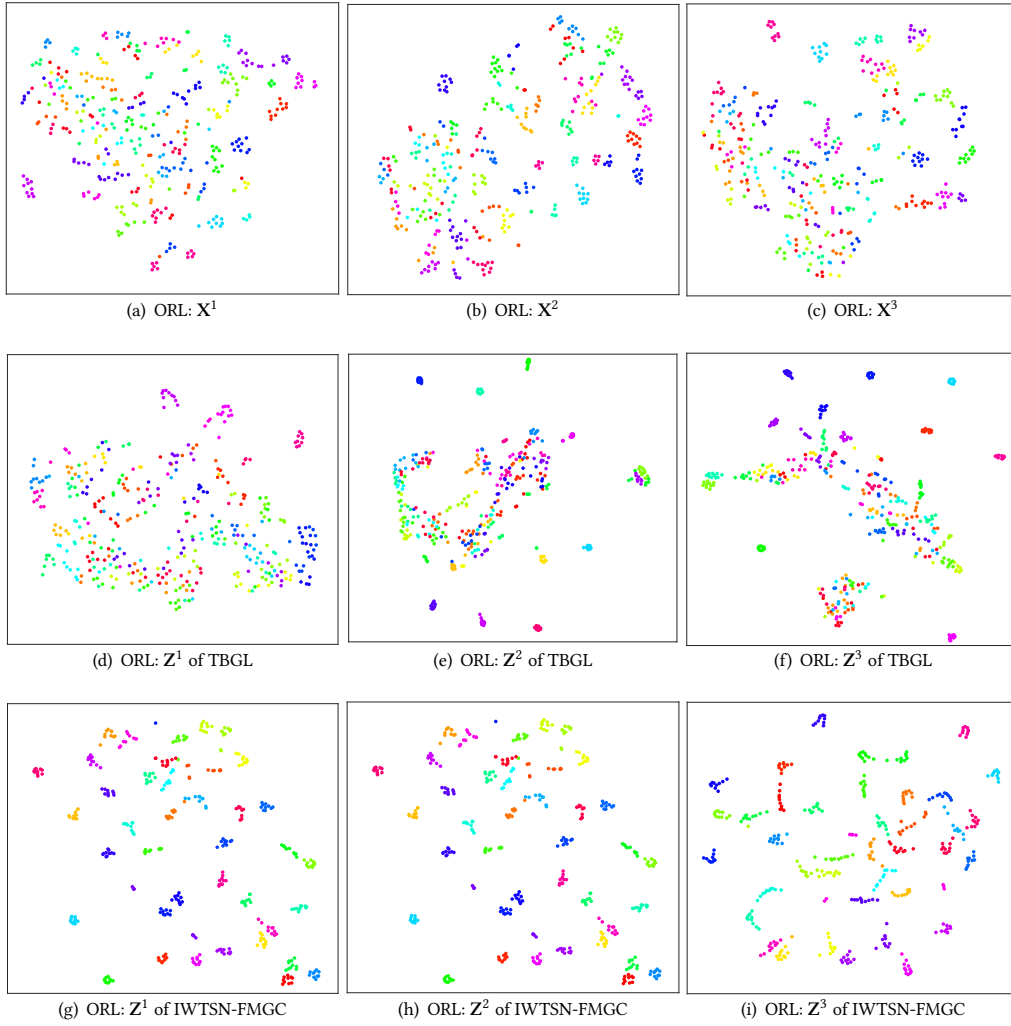 (a) ORL: X¹
(b) ORL: X²
(c) ORL: X³
(d) ORL: Z¹ of TBGL
(e) ORL: Z² of TBGL
(f) ORL: Z³ of TBGL
(g) ORL: Z¹ of IWTSN-FMGC
(h) ORL: Z² of IWTSN-FMGC
(i) ORL: Z³ of IWTSN-FMGC